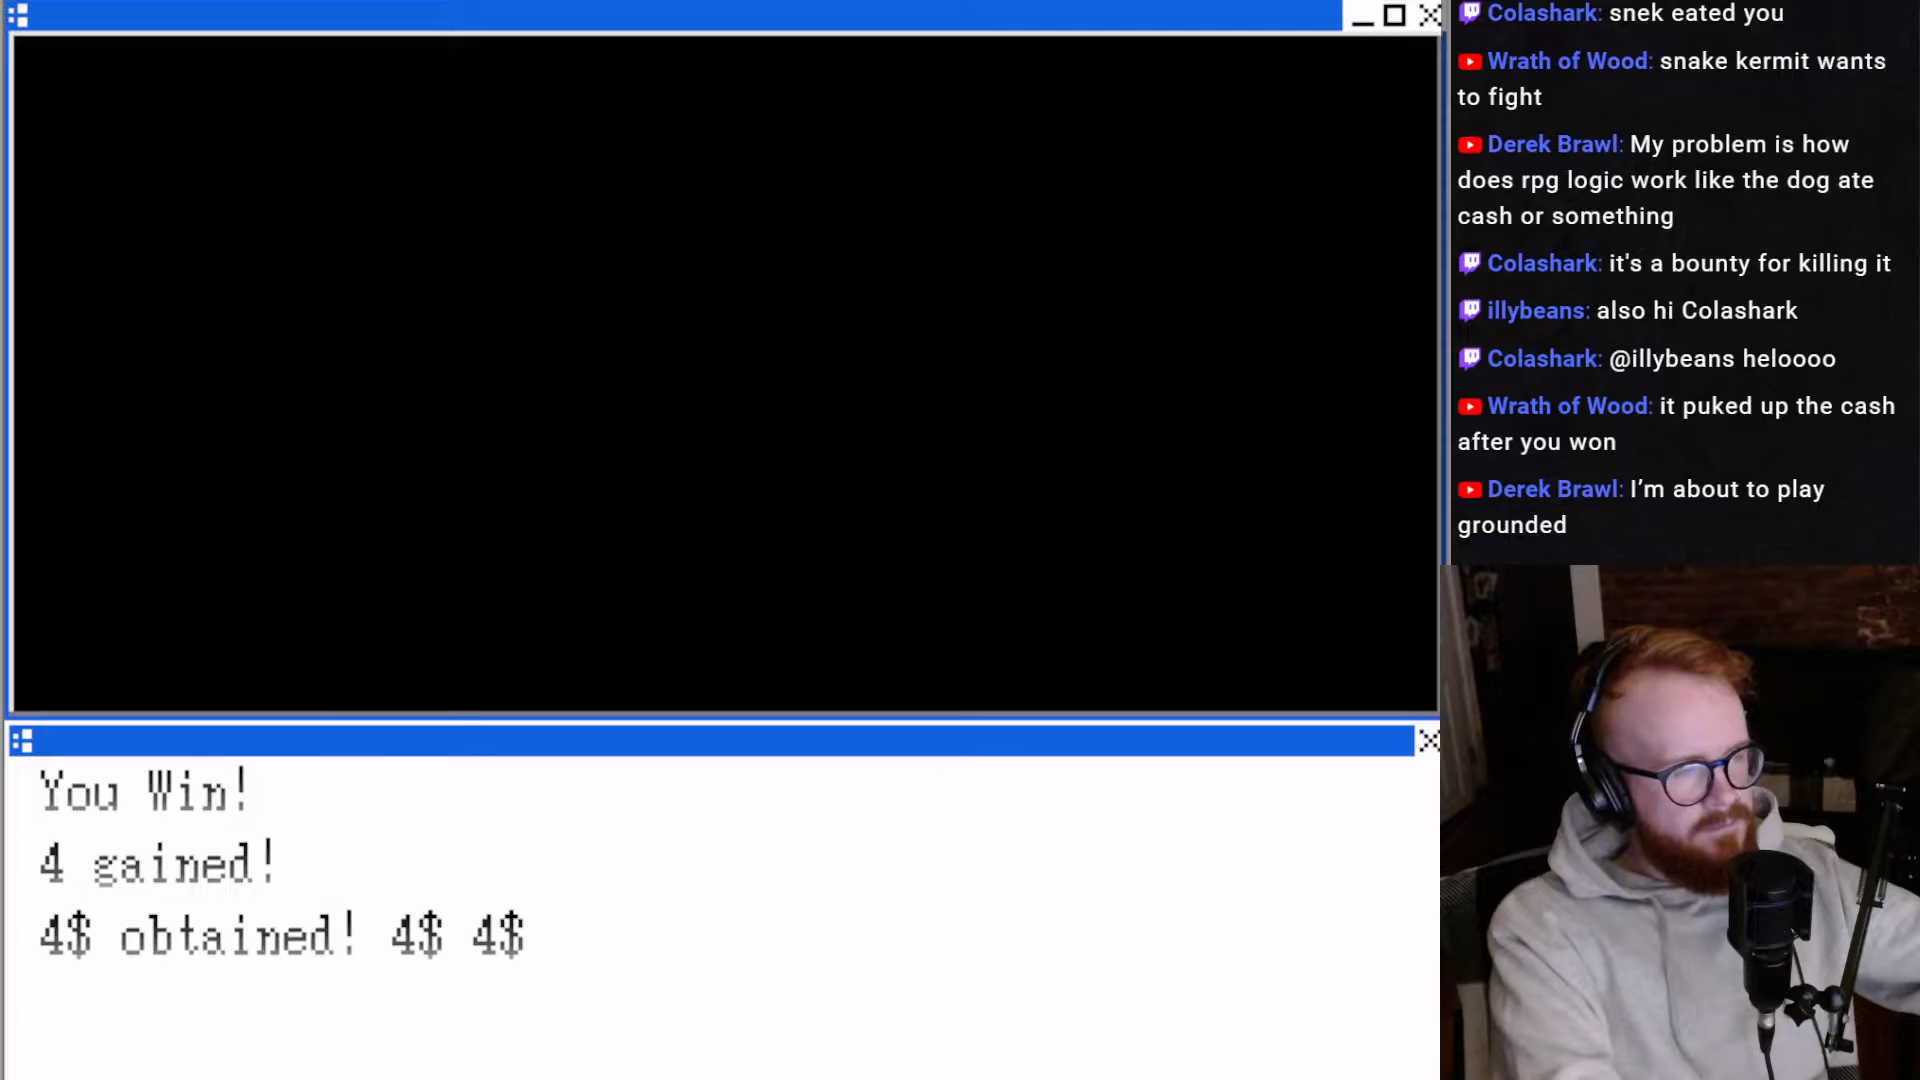 You Win!
4 gained!
4$ obtained! 4$ 4$
Colashark: snek eated you
Wrath of Wood: snake kermit wants
to fight
Derek Brawl: My problem is how
does rpg logic work like the dog ate
cash or something
Colashark: it's a bounty for killing it
illybeans: also hi Colashark
Colashark: @illybeans heloooo
Wrath of Wood: it puked up the cash
after you won
Derek Brawl: I’m about to play
grounded